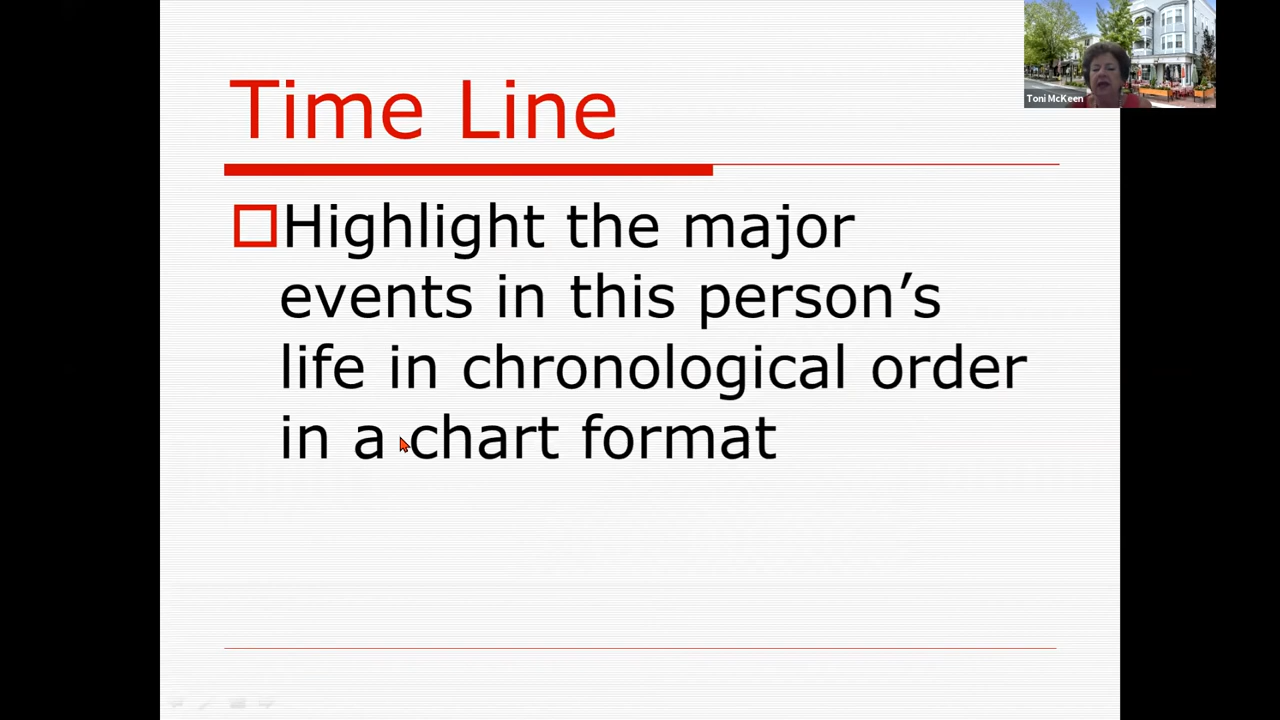 Time Line
Toni McKeen
Highlight the major
events in this person’s
life in chronological order
in a chart format